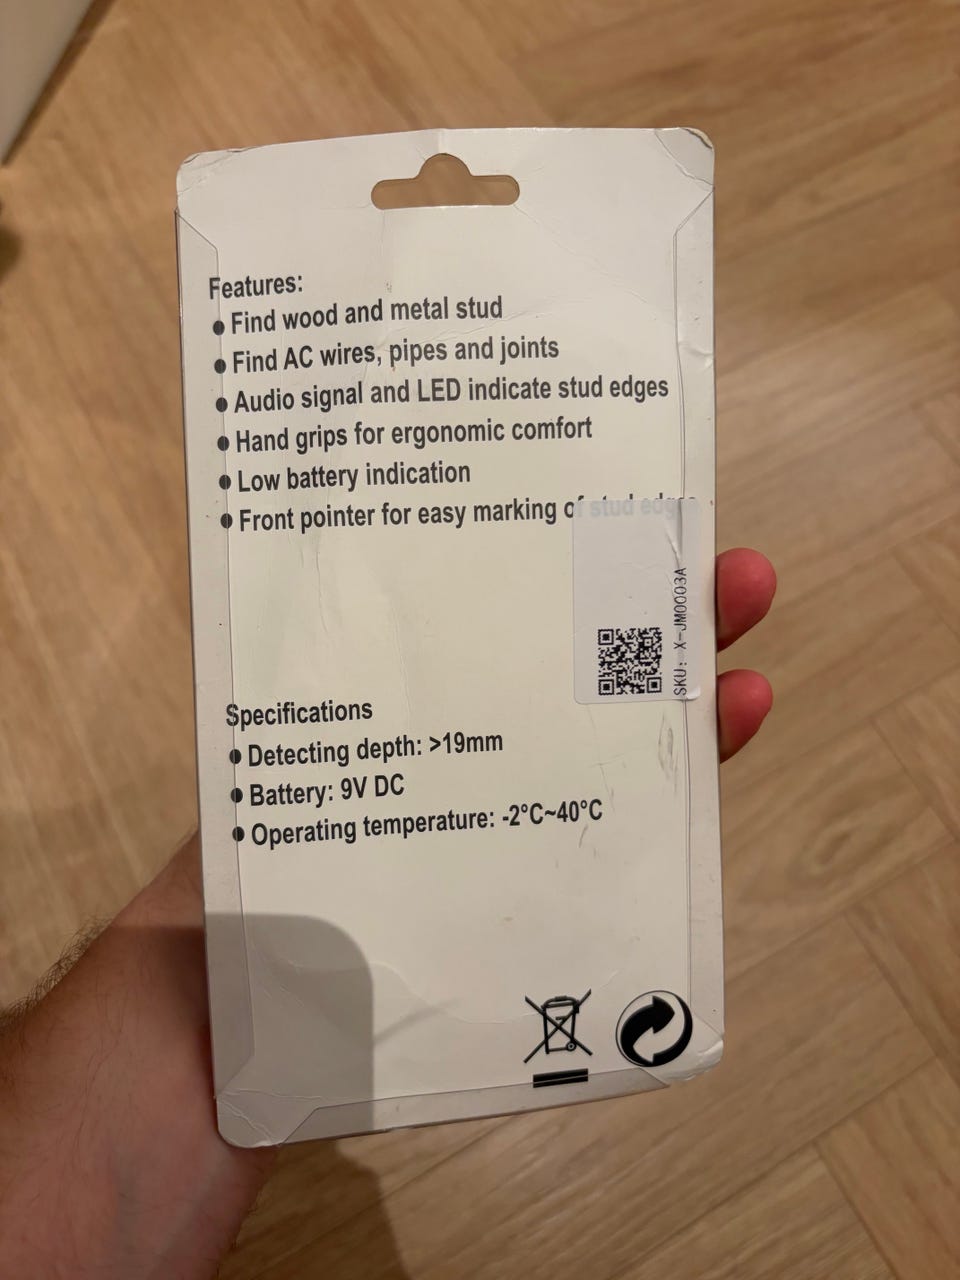 Features:
● Find wood and metal stud
● Find AC wires, pipes and joints
● Audio signal and LED indicate stud edges
● Hand grips for ergonomic comfort
● Low battery indication
● Front pointer for easy marking of stud edges
SKU: X-JM0003A
Specifications
● Detecting depth: >19mm
● Battery: 9V DC
● Operating temperature: -2°C~40°C